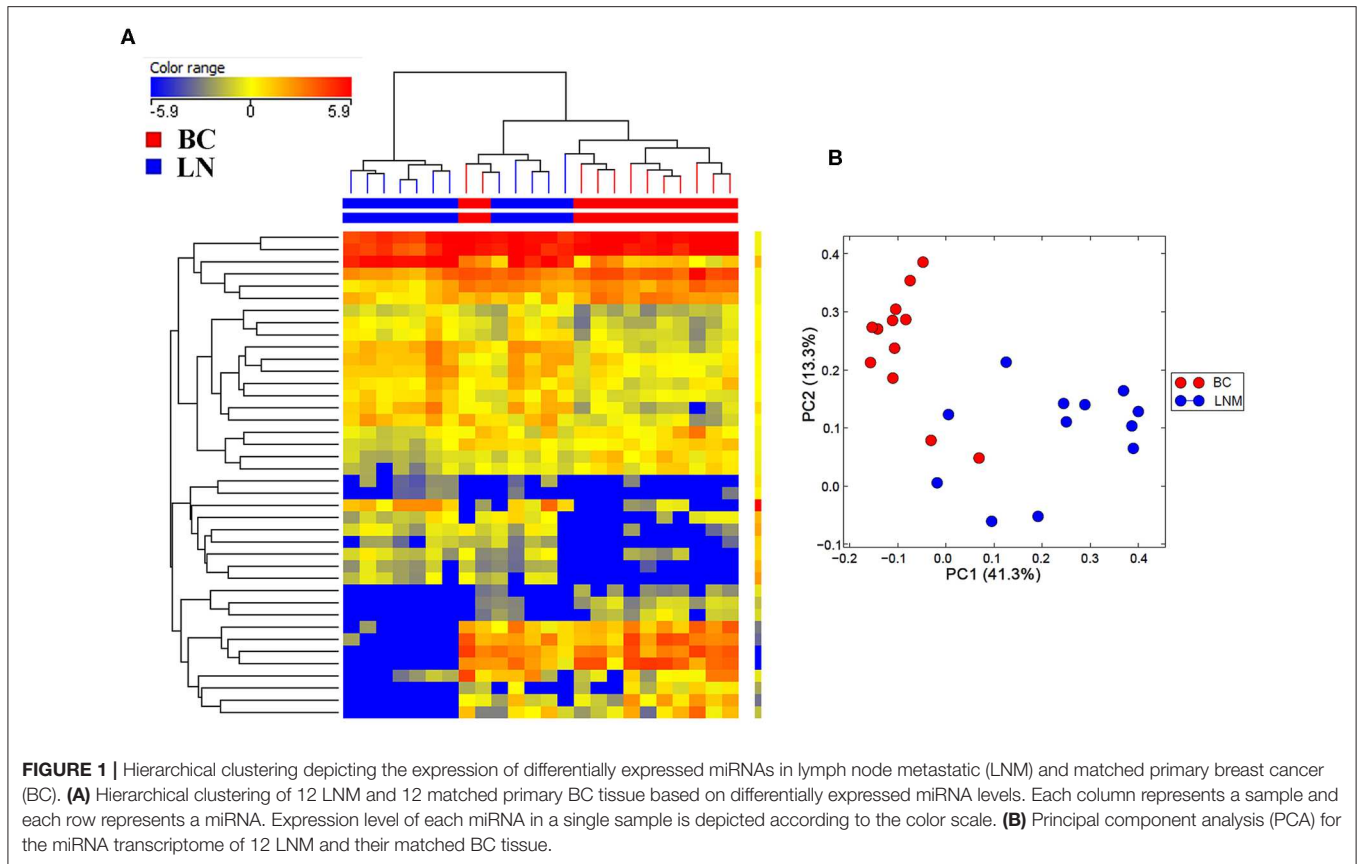 A
Color range
-5.9 0 5.9
BC
LN
B
0.4
0.3
0.2
0.1
0.0
−0.1
PC2 (13.3%)
−0.2 −0.1 0.0 0.1 0.2 0.3 0.4
PC1 (41.3%)
BC
LNM
FIGURE 1 | Hierarchical clustering depicting the expression of differentially expressed miRNAs in lymph node metastatic (LNM) and matched primary breast cancer
(BC). (A) Hierarchical clustering of 12 LNM and 12 matched primary BC tissue based on differentially expressed miRNA levels. Each column represents a sample and
each row represents a miRNA. Expression level of each miRNA in a single sample is depicted according to the color scale. (B) Principal component analysis (PCA) for
the miRNA transcriptome of 12 LNM and their matched BC tissue.